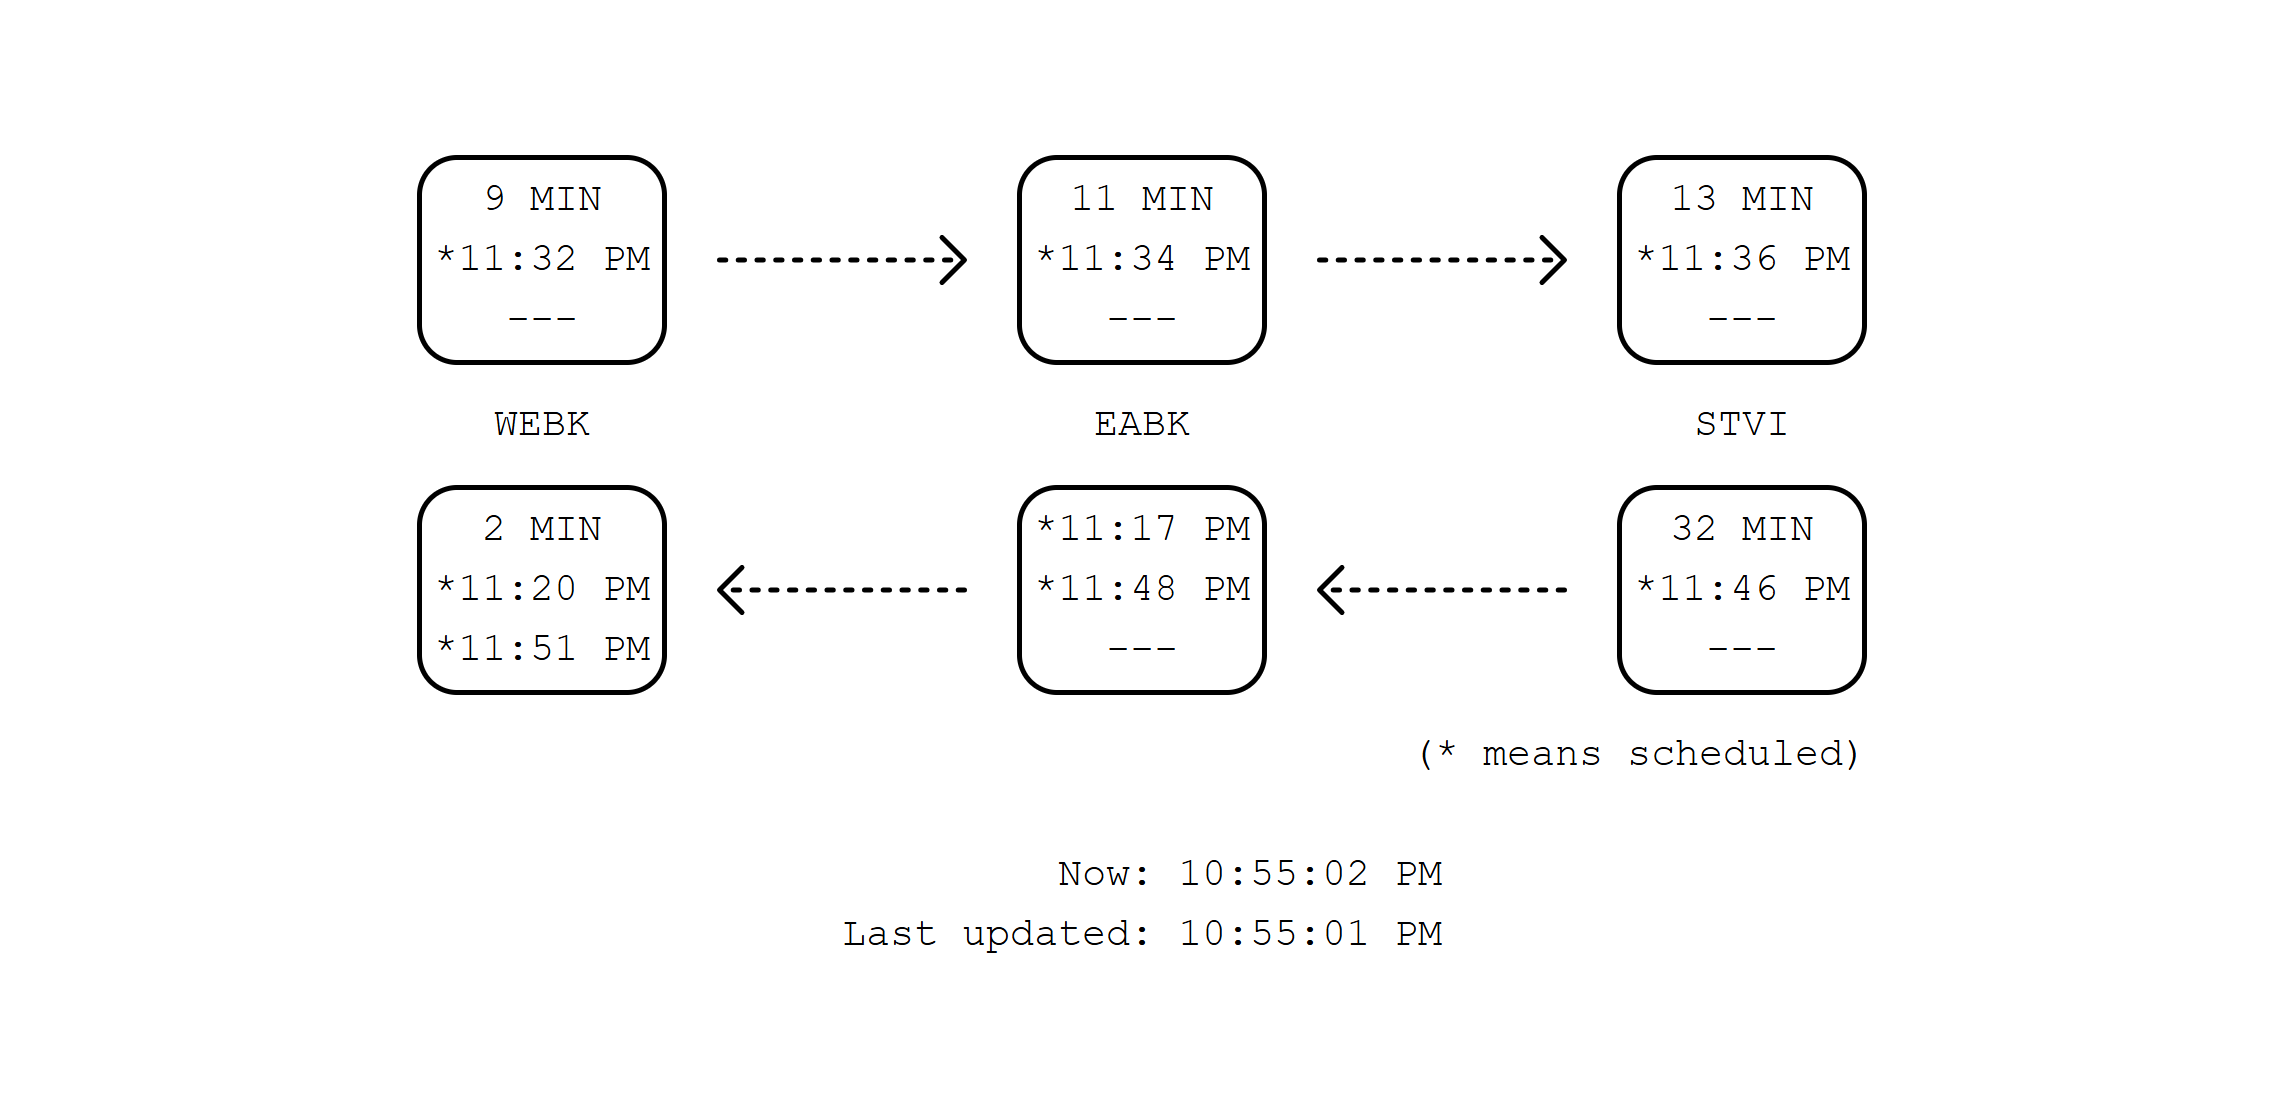 9 MIN
*11:32 PM
---
11 MIN
*11:34 PM
---
13 MIN
*11:36 PM
---
WEBK
EABK
STVI
2 MIN
*11:20 PM
*11:51 PM
*11:17 PM
*11:48 PM
---
32 MIN
*11:46 PM
---
(* means scheduled)
Now: 10:55:02 PM
Last updated: 10:55:01 PM